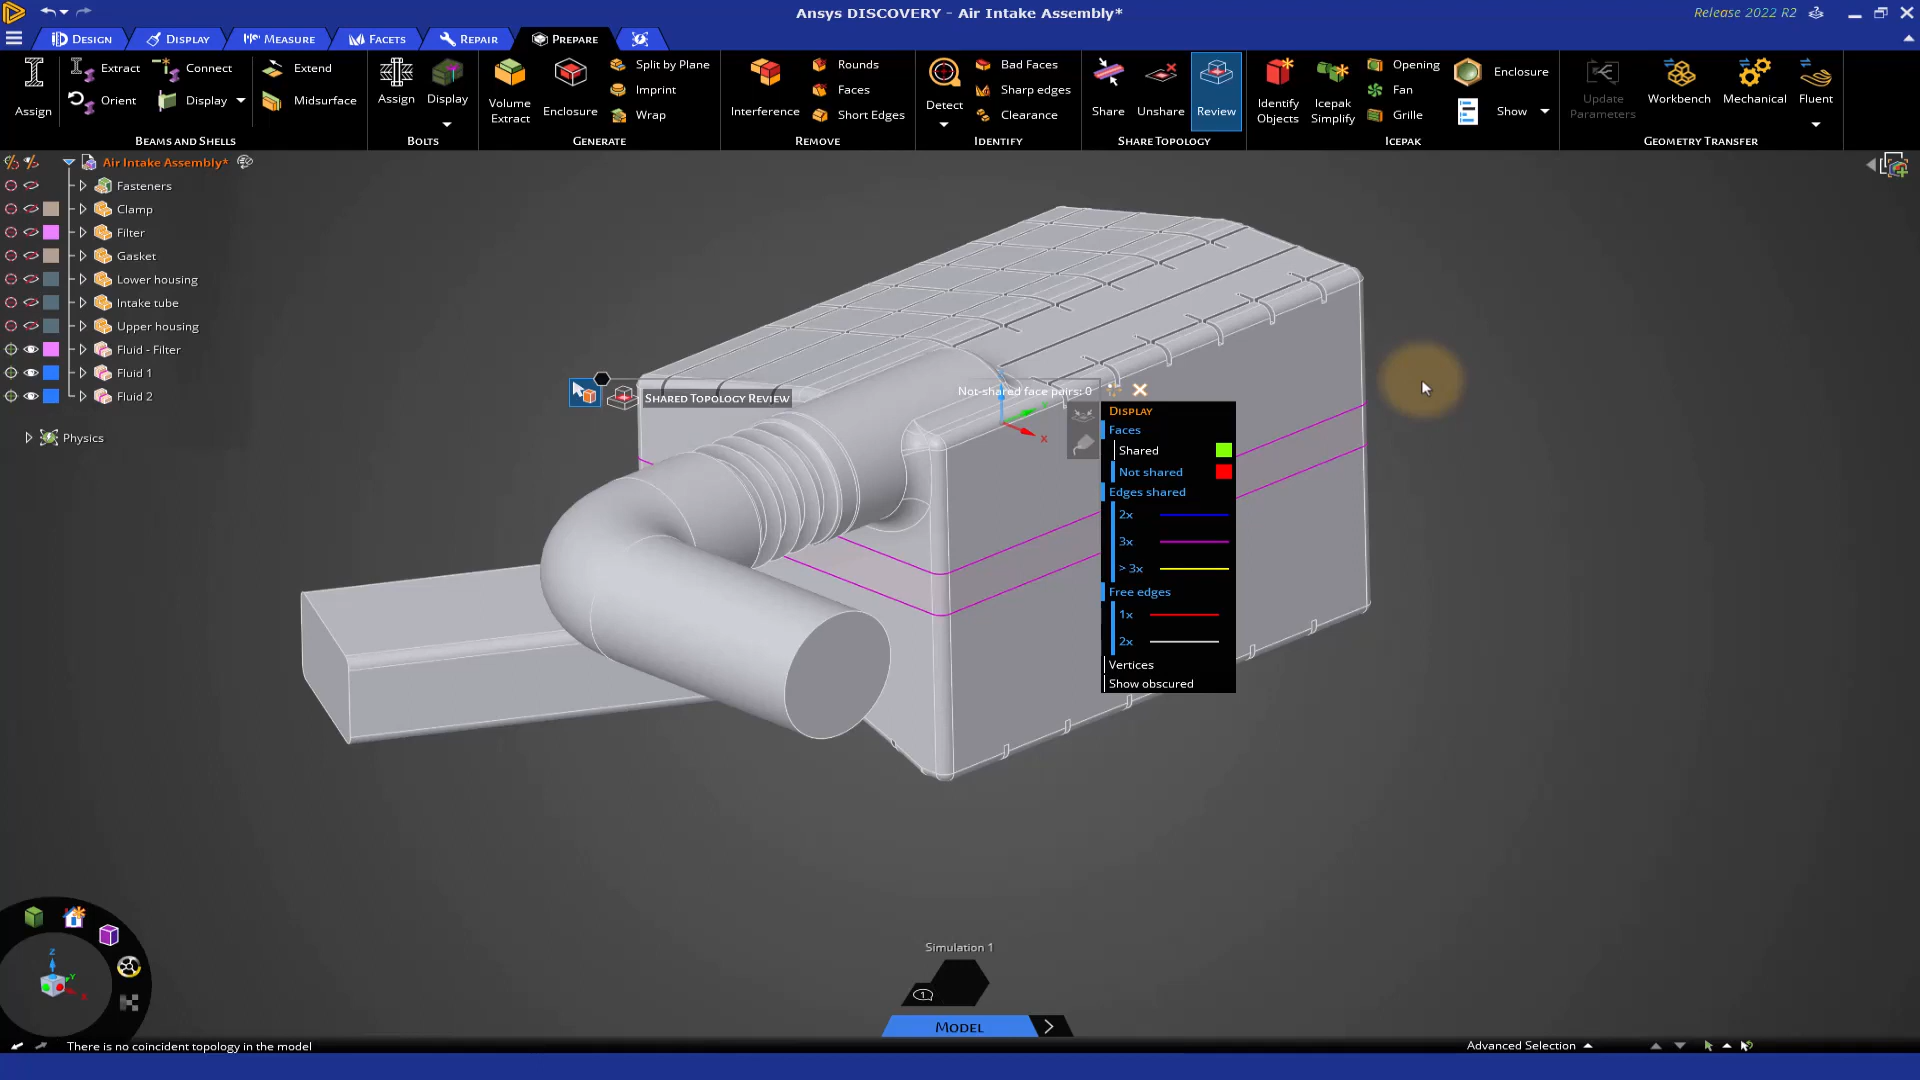 Ansys DISCOVERY - Air Intake Assembly*
Release 2022 R2
DESIGN
DISPLAY
MEASURE
FACETS
REPAIR
PREPARE
Assign
Extract
Orient
Connect
Display
Extend
Midsurface
BEAMS AND SHELLS
Assign
Display
BOLTS
Volume Extract
Enclosure
Split by Plane
Imprint
Wrap
GENERATE
Interference
Rounds
Faces
Short Edges
REMOVE
Detect
Bad Faces
Sharp edges
Clearance
IDENTIFY
Share
Unshare
Review
SHARE TOPOLOGY
Identify Objects
Icepak Simplify
Opening
Fan
Grille
Enclosure
Show
ICEPAK
Update Parameters
Workbench
Mechanical
Fluent
GEOMETRY TRANSFER
Air Intake Assembly*
Fasteners
Clamp
Filter
Gasket
Lower housing
Intake tube
Upper housing
Fluid - Filter
Fluid 1
Fluid 2
Physics
SHARED TOPOLOGY REVIEW
Not-shared face pairs: 0
Y
X
DISPLAY
Faces
Shared
Not shared
Edges shared
2x
3x
> 3x
Free edges
1x
2x
Vertices
Show obscured
Z
Y
X
Simulation 1
1
MODEL
There is no coincident topology in the model
Advanced Selection